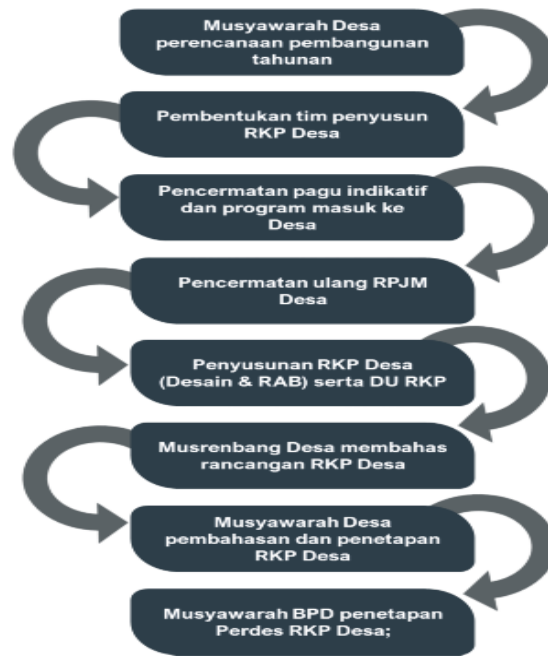 Musyawarah Desa
perencanaan pembangunan
tahunan
Pembentukan tim penyusun
RKP Desa
Pencermatan pagu indikatif
dan program masuk ke
Desa
Pencermatan ulang RPJM
Desa
Penyusunan RKP Desa
(Desain & RAB) serta DU RKP
Musrenbang Desa membahas
rancangan RKP Desa
Musyawarah Desa
pembahasan dan penetapan
RKP Desa
Musyawarah BPD penetapan
Perdes RKP Desa;